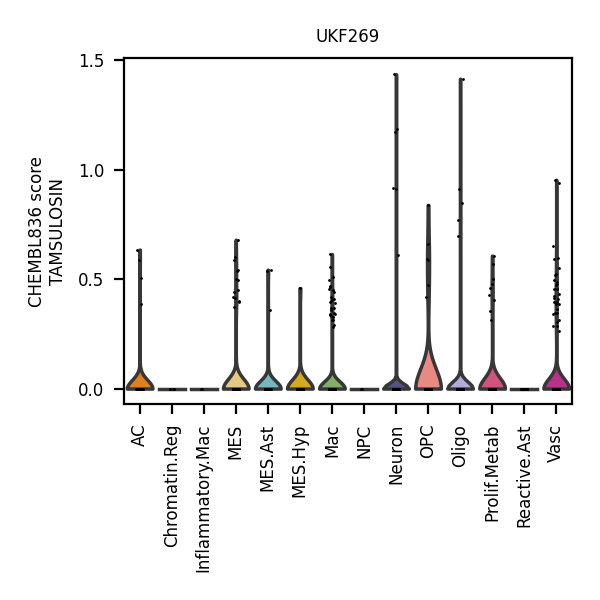 UKF269
CHEMBL836 score
TAMSULOSIN
1.5
1.0
0.5
0.0
AC
Chromatin.Reg
Inflammatory.Mac
MES
MES.Ast
MES.Hyp
Mac
NPC
Neuron
OPC
Oligo
Prolif.Metab
Reactive.Ast
Vasc